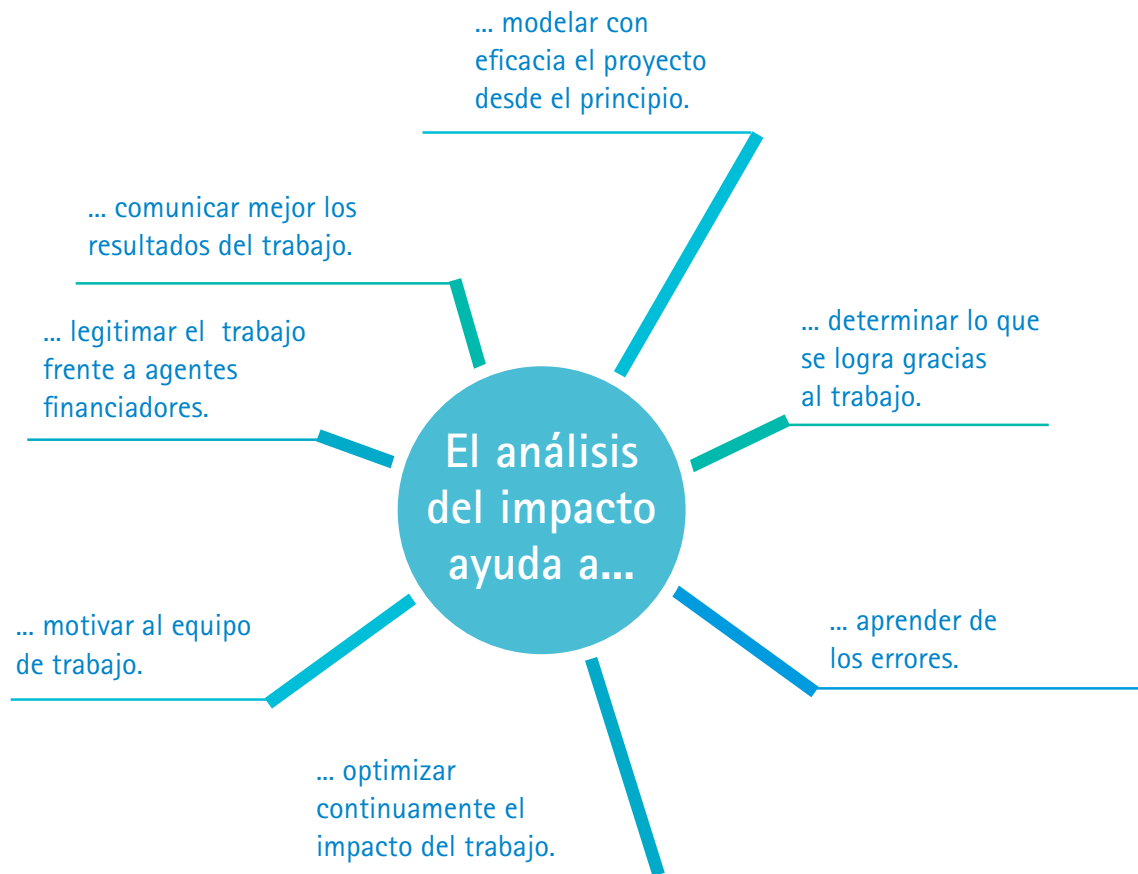 ... modelar con
eficacia el proyecto
desde el principio.
... comunicar mejor los
resultados del trabajo.
... legitimar el  trabajo
frente a agentes
financiadores.
... determinar lo que
se logra gracias
al trabajo.
El análisis
del impacto
ayuda a...
... motivar al equipo
de trabajo.
... aprender de
los errores.
... optimizar
continuamente el
impacto del trabajo.